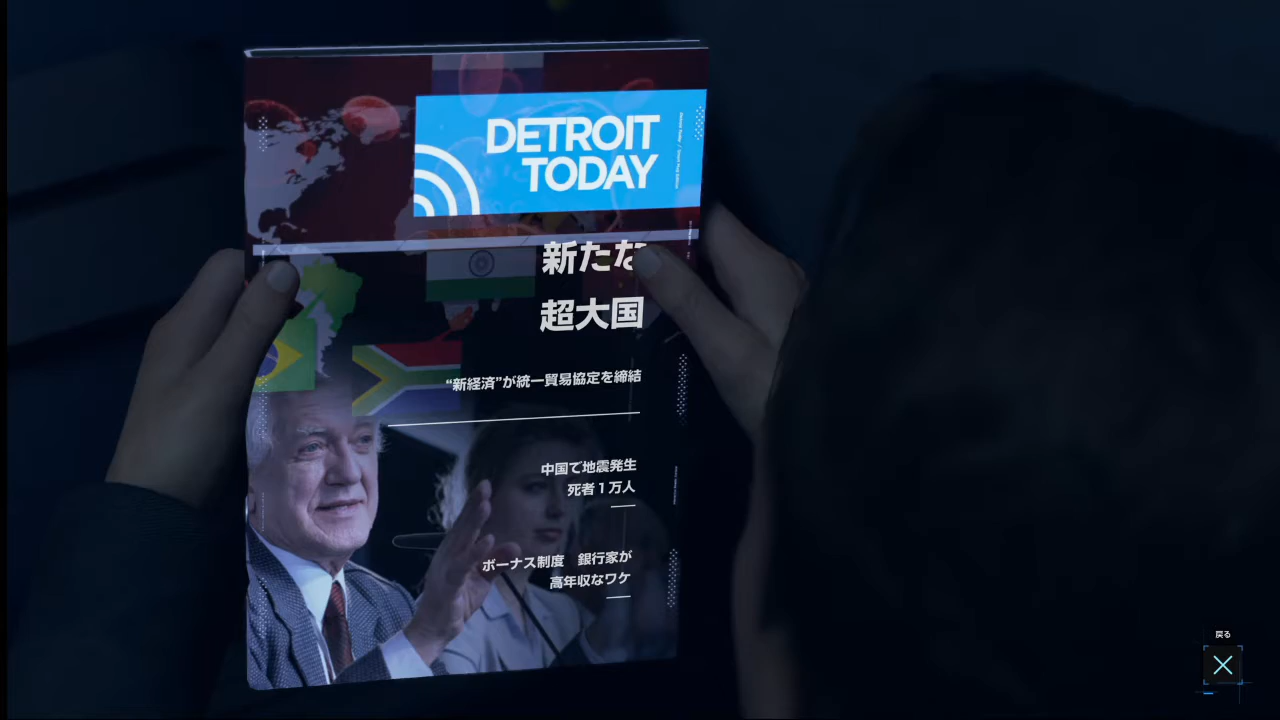 DETROIT
TODAY
新たな
超大国
“新経済”が統一貿易協定を締結
中国で地震発生
死者1万人
ボーナス制度　銀行家が
高年収なワケ
戻る